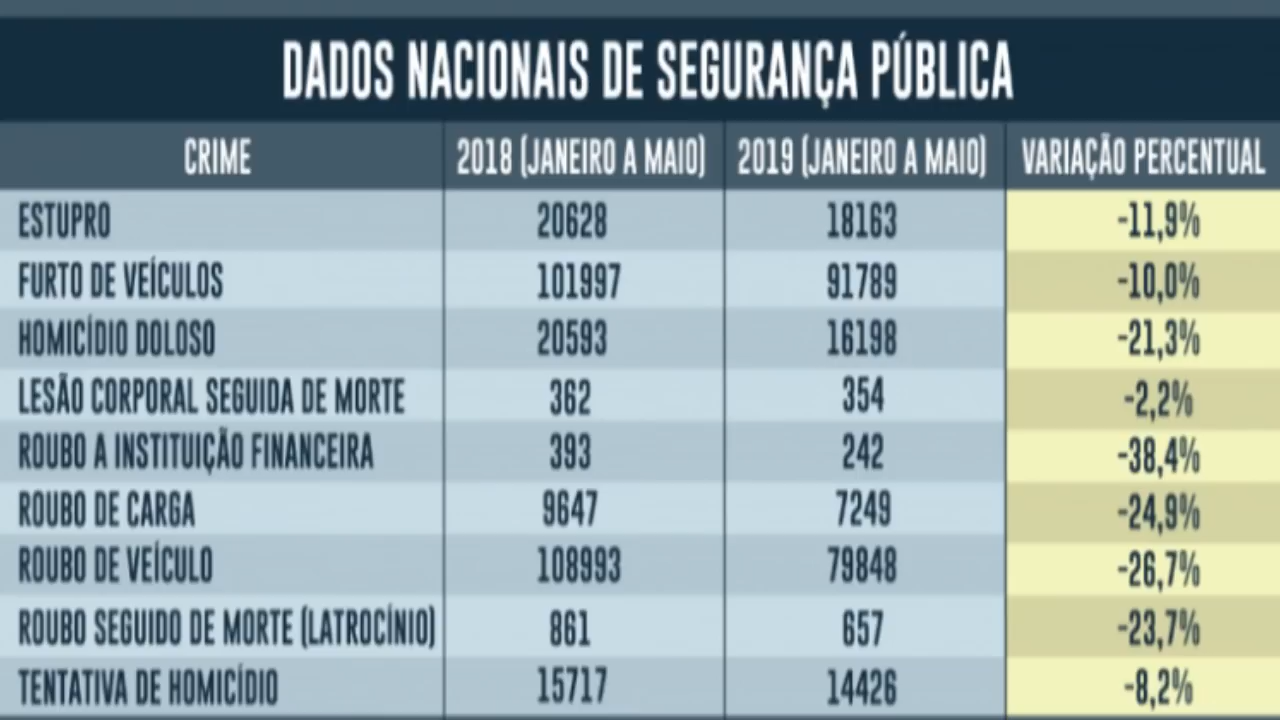 DADOS NACIONAIS DE SEGURANÇA PÚBLICA
CRIME 2018 (JANEIRO A MAIO) 2019 (JANEIRO A MAIO) VARIAÇÃO PERCENTUAL
ESTUPRO 20628 18163 -11,9%
FURTO DE VEÍCULOS 101997 91789 -10,0%
HOMICÍDIO DOLOSO 20593 16198 -21,3%
LESÃO CORPORAL SEGUIDA DE MORTE 362 354 -2,2%
ROUBO A INSTITUIÇÃO FINANCEIRA 393 242 -38,4%
ROUBO DE CARGA 9647 7249 -24,9%
ROUBO DE VEÍCULO 108993 79848 -26,7%
ROUBO SEGUIDO DE MORTE (LATROCÍNIO) 861 657 -23,7%
TENTATIVA DE HOMICÍDIO 15717 14426 -8,2%